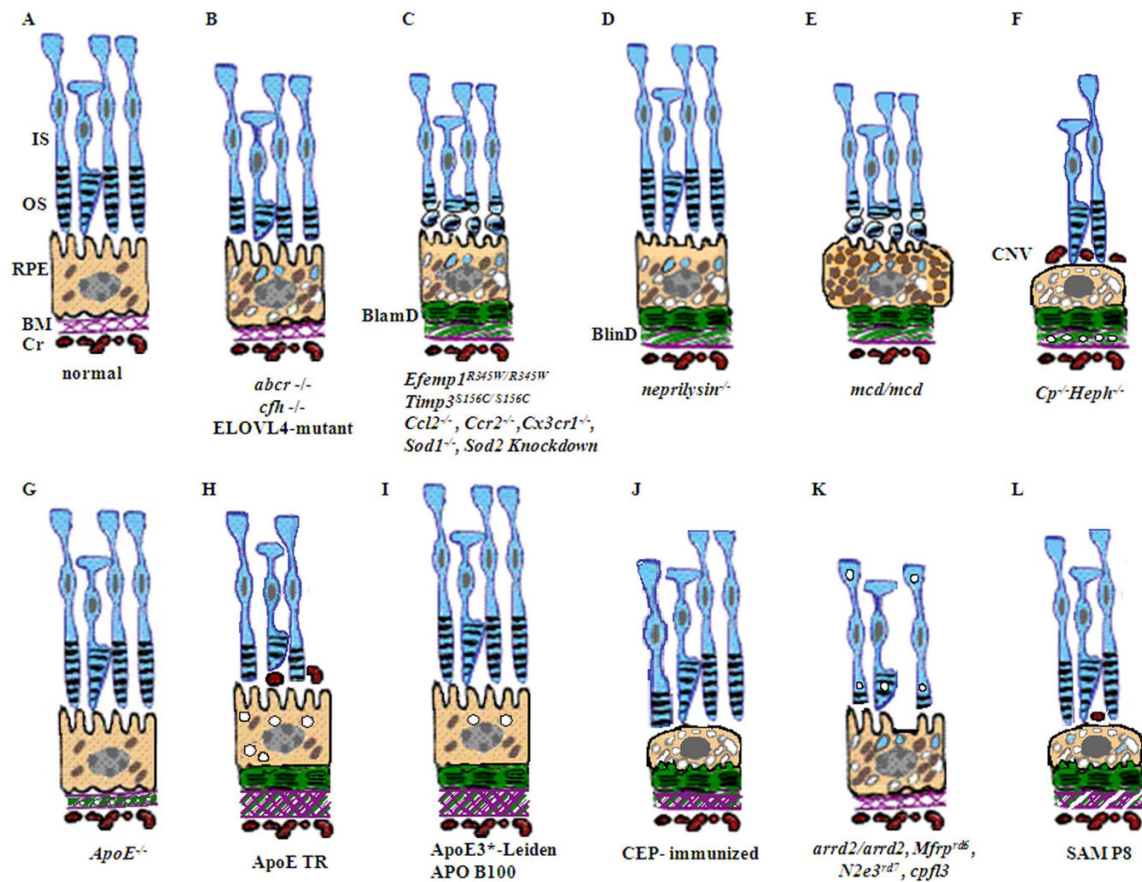 A
B
C
D
E
F
IS
OS
RPE
BM
Cr
BlamD
BlinD
CNV
normal
abcr -/-
cfh -/-
ELOVL4-mutant
Efemp1R345W/R345W
Timp3S156C/S156C
Ccl2-/- , Ccr2-/- ,Cx3cr1-/-,
Sod1-/-, Sod2 Knockdown
neprilysin-/-
mcd/mcd
Cp-/-Heph-/-
G
H
I
J
K
L
ApoE-/-
ApoE TR
ApoE3*-Leiden
APO B100
CEP- immunized
arrd2/arrd2, Mfrprd6,
N2e3rd7, cpfl3
SAM P8